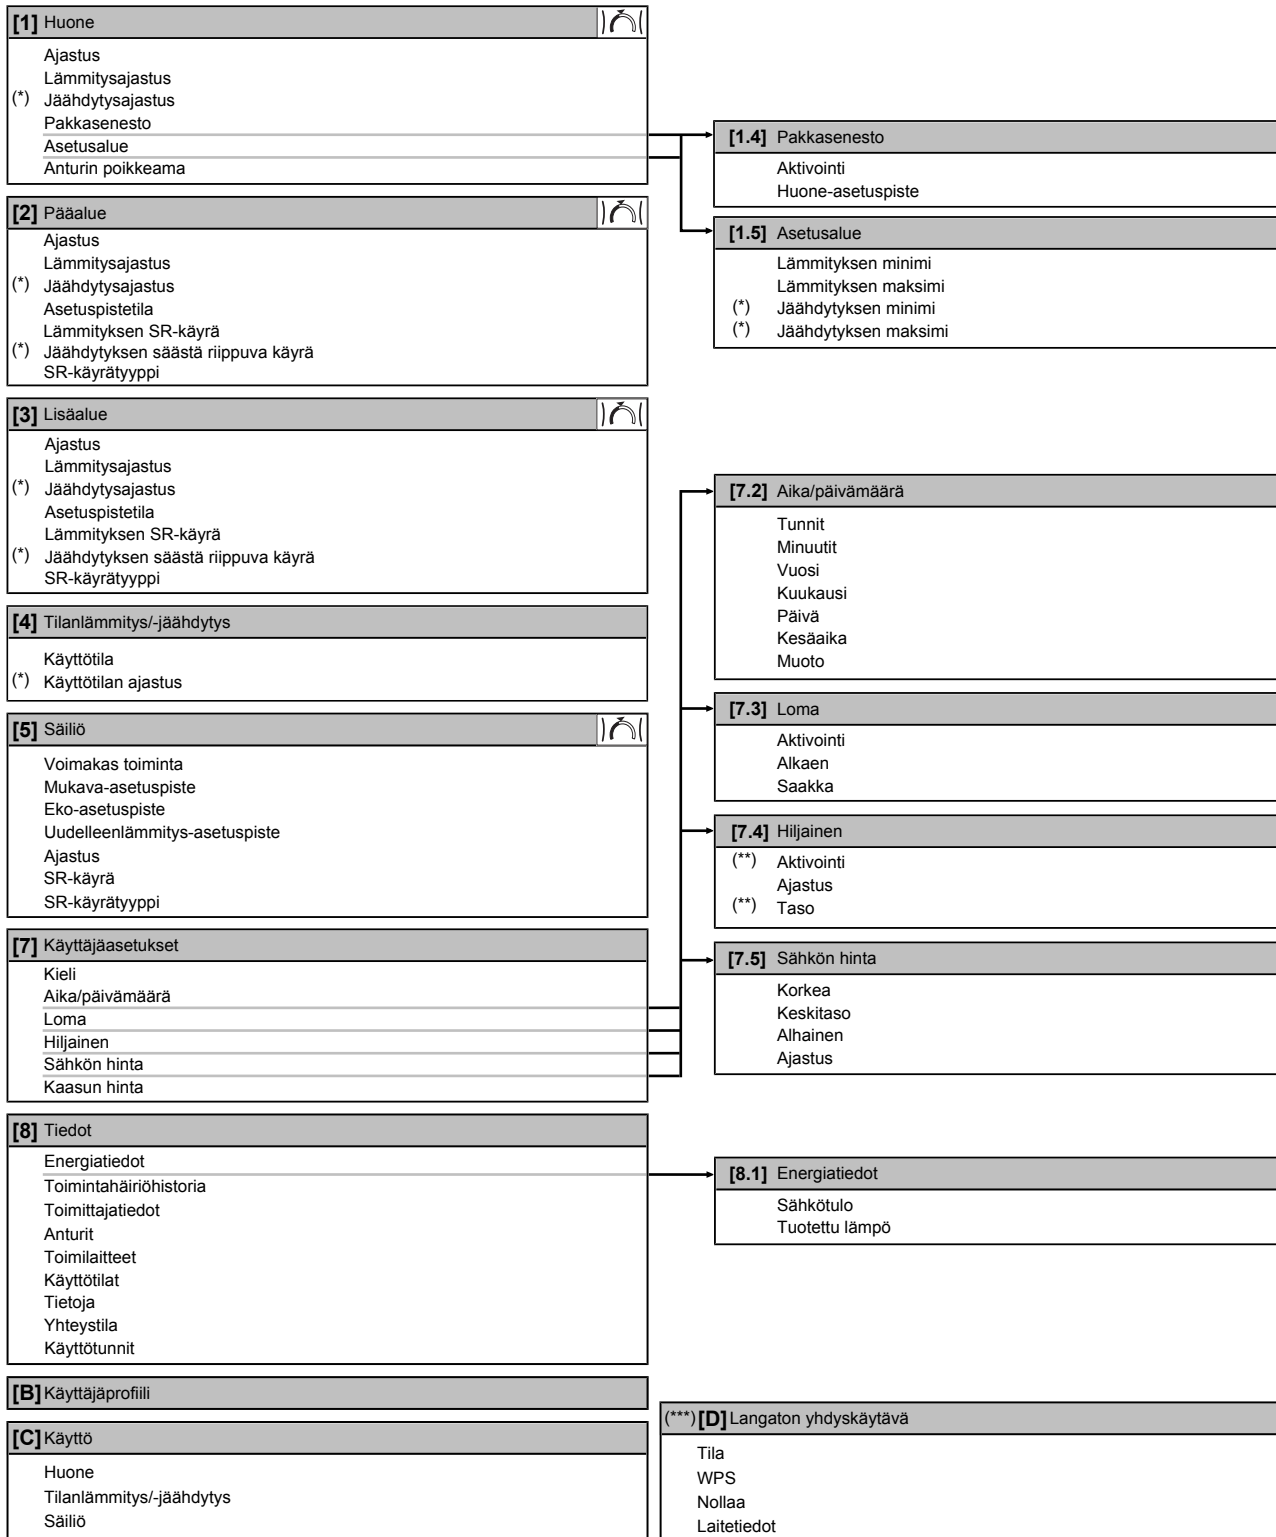 [1] Huone
Ajastus
Lämmitysajastus
(*) Jäähdytysajastus
Pakkasenesto
Asetusalue
Anturin poikkeama
[1.4] Pakkasenesto
Aktivointi
Huone-asetuspiste
[1.5] Asetusalue
Lämmityksen minimi
Lämmityksen maksimi
(*) Jäähdytyksen minimi
(*) Jäähdytyksen maksimi
[2] Pääalue
Ajastus
Lämmitysajastus
(*) Jäähdytysajastus
Asetuspistetila
Lämmityksen SR-käyrä
(*) Jäähdytyksen säästä riippuva käyrä
SR-käyrätyyppi
[3] Lisäalue
Ajastus
Lämmitysajastus
(*) Jäähdytysajastus
Asetuspistetila
Lämmityksen SR-käyrä
(*) Jäähdytyksen säästä riippuva käyrä
SR-käyrätyyppi
[4] Tilanlämmitys/-jäähdytys
Käyttötila
(*) Käyttötilan ajastus
[5] Säiliö
Voimakas toiminta
Mukava-asetuspiste
Eko-asetuspiste
Uudelleenlämmitys-asetuspiste
Ajastus
SR-käyrä
SR-käyrätyyppi
[7] Käyttäjäasetukset
Kieli
Aika/päivämäärä
Loma
Hiljainen
Sähkön hinta
Kaasun hinta
[7.2] Aika/päivämäärä
Tunnit
Minuutit
Vuosi
Kuukausi
Päivä
Kesäaika
Muoto
[7.3] Loma
Aktivointi
Alkaen
Saakka
[7.4] Hiljainen
(**) Aktivointi
Ajastus
(**) Taso
[7.5] Sähkön hinta
Korkea
Keskitaso
Alhainen
Ajastus
[8] Tiedot
Energiatiedot
Toimintahäiriöhistoria
Toimittajatiedot
Anturit
Toimilaitteet
Käyttötilat
Tietoja
Yhteystila
Käyttötunnit
[8.1] Energiatiedot
Sähkötulo
Tuotettu lämpö
[B] Käyttäjäprofiili
[C] Käyttö
Huone
Tilanlämmitys/-jäähdytys
Säiliö
(***) [D] Langaton yhdyskäytävä
Tila
WPS
Nollaa
Laitetiedot